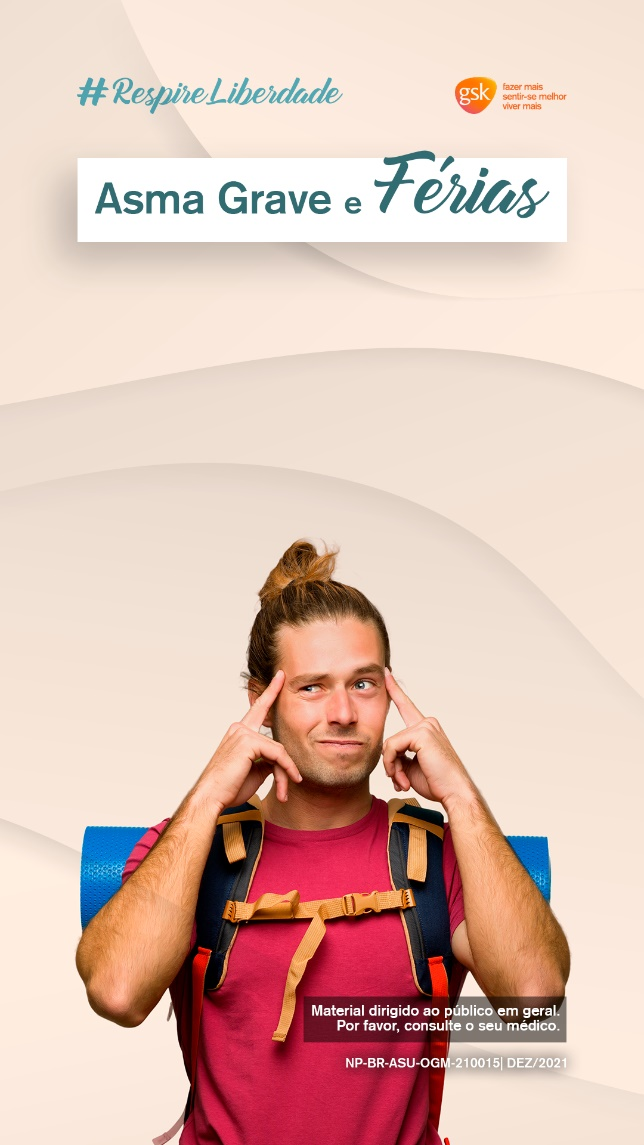 #RespireLiberdade
gsk
fazer mais
sentir-se melhor
viver mais
Asma Grave e Férias
Material dirigido ao público em geral.
Por favor, consulte o seu médico.
NP-BR-ASU-OGM-210015| DEZ/2021